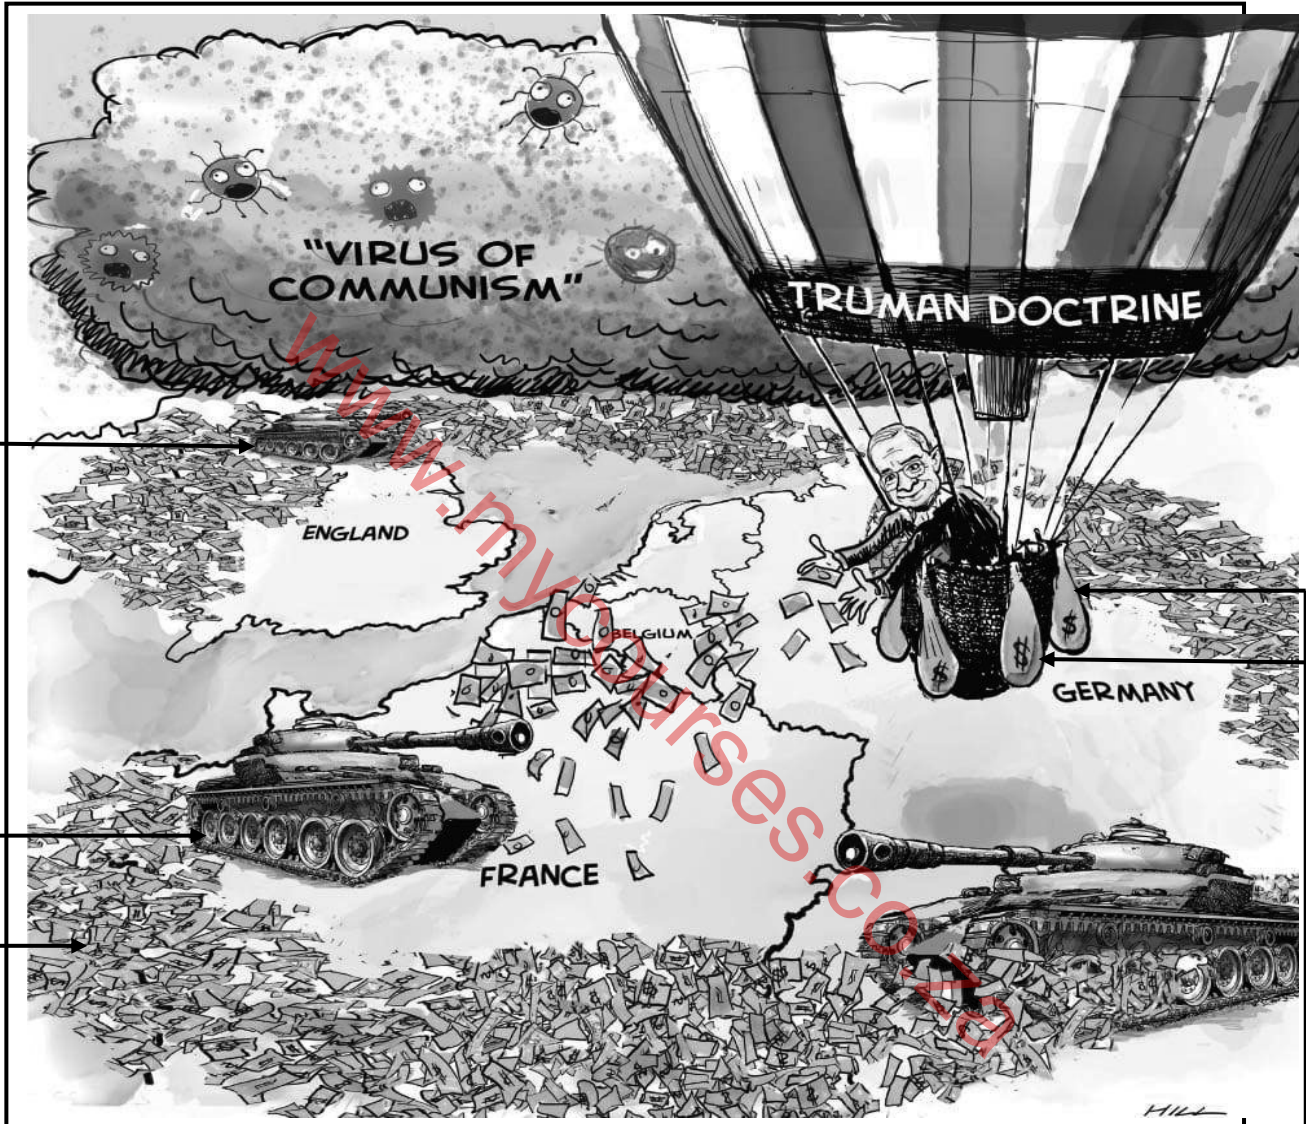 "VIRUS OF
COMMUNISM"
TRUMAN DOCTRINE
ENGLAND
BELGIUM
$
$
$
GERMANY
FRANCE
www.mycourses.co.za
HILL